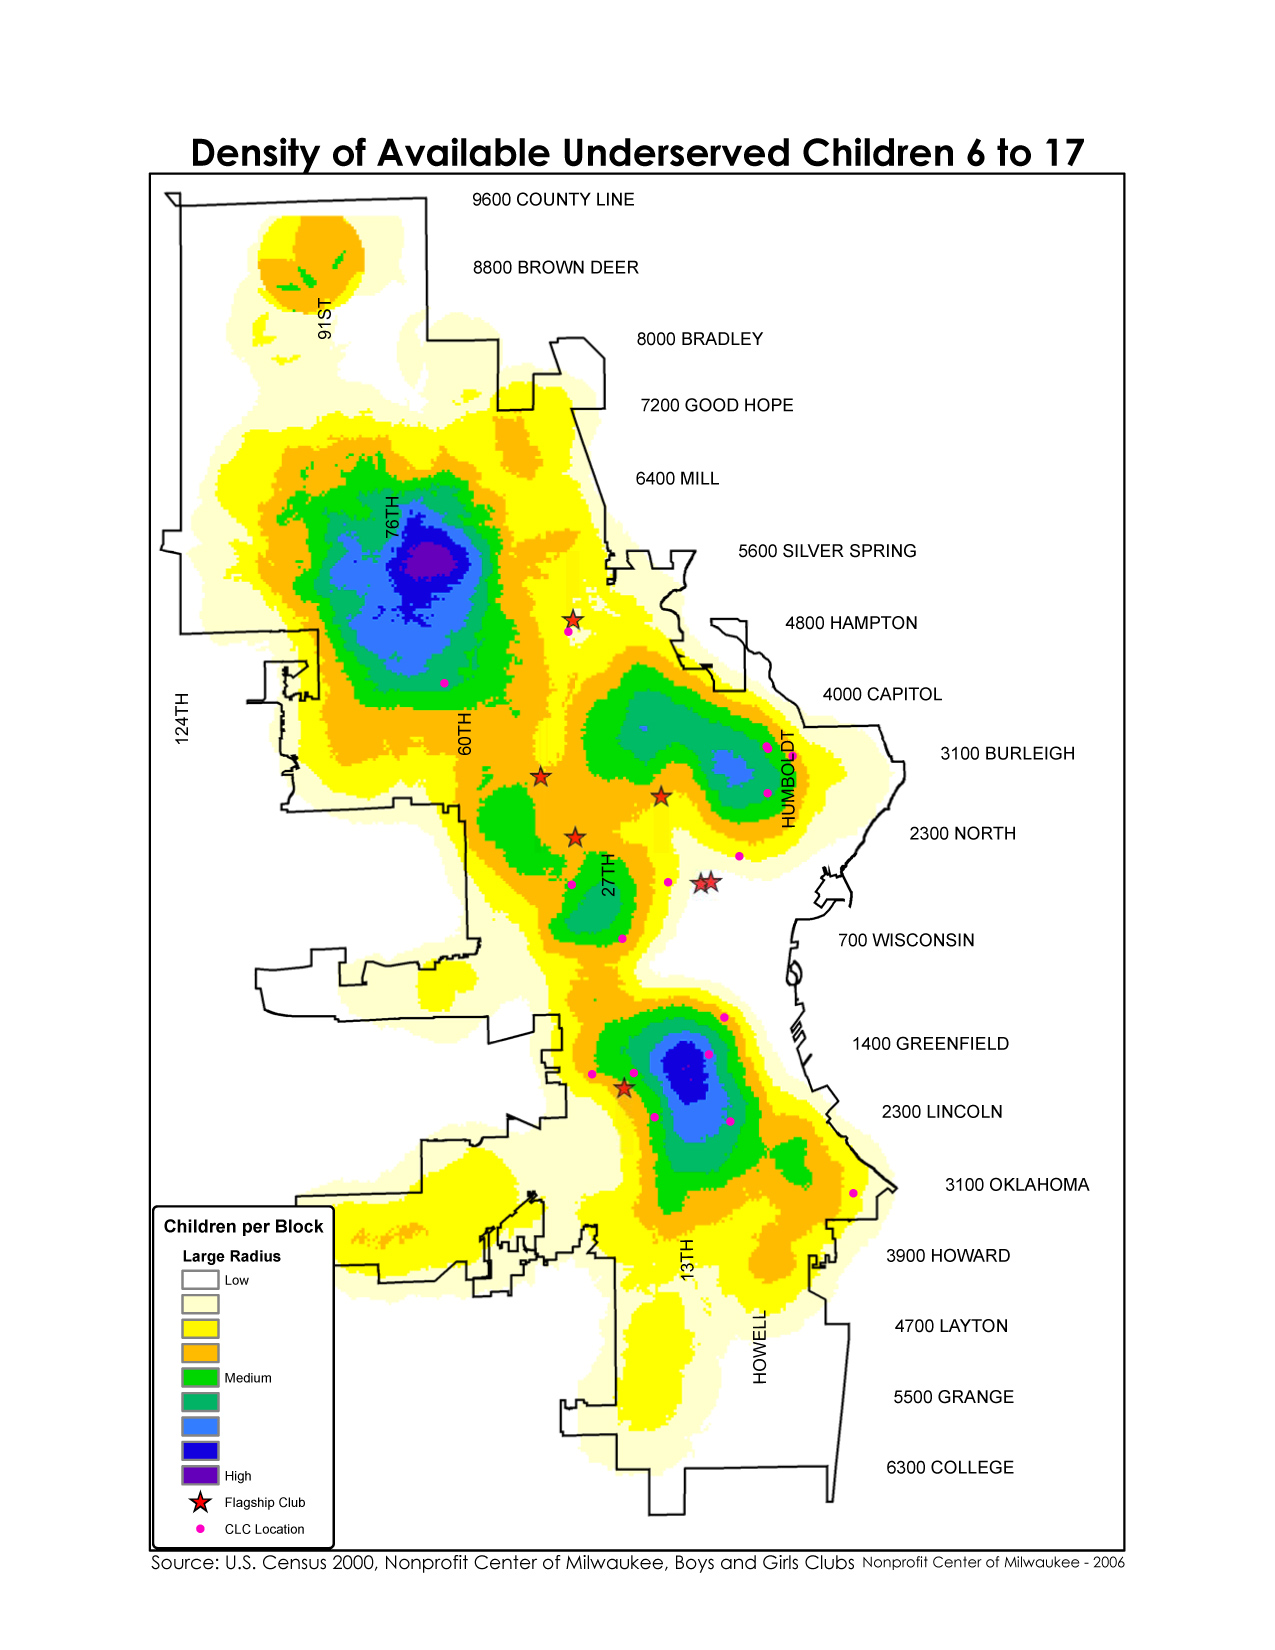 Density of Available Underserved Children 6 to 17
9600 COUNTY LINE
8800 BROWN DEER
91ST
8000 BRADLEY
7200 GOOD HOPE
6400 MILL
76TH
5600 SILVER SPRING
4800 HAMPTON
4000 CAPITOL
124TH
60TH
HUMBOLDT
3100 BURLEIGH
2300 NORTH
27TH
700 WISCONSIN
1400 GREENFIELD
2300 LINCOLN
3100 OKLAHOMA
13TH
3900 HOWARD
4700 LAYTON
HOWELL
5500 GRANGE
6300 COLLEGE
Children per Block
Large Radius
Low
Medium
High
Flagship Club
CLC Location
Source: U.S. Census 2000, Nonprofit Center of Milwaukee, Boys and Girls Clubs
Nonprofit Center of Milwaukee - 2006